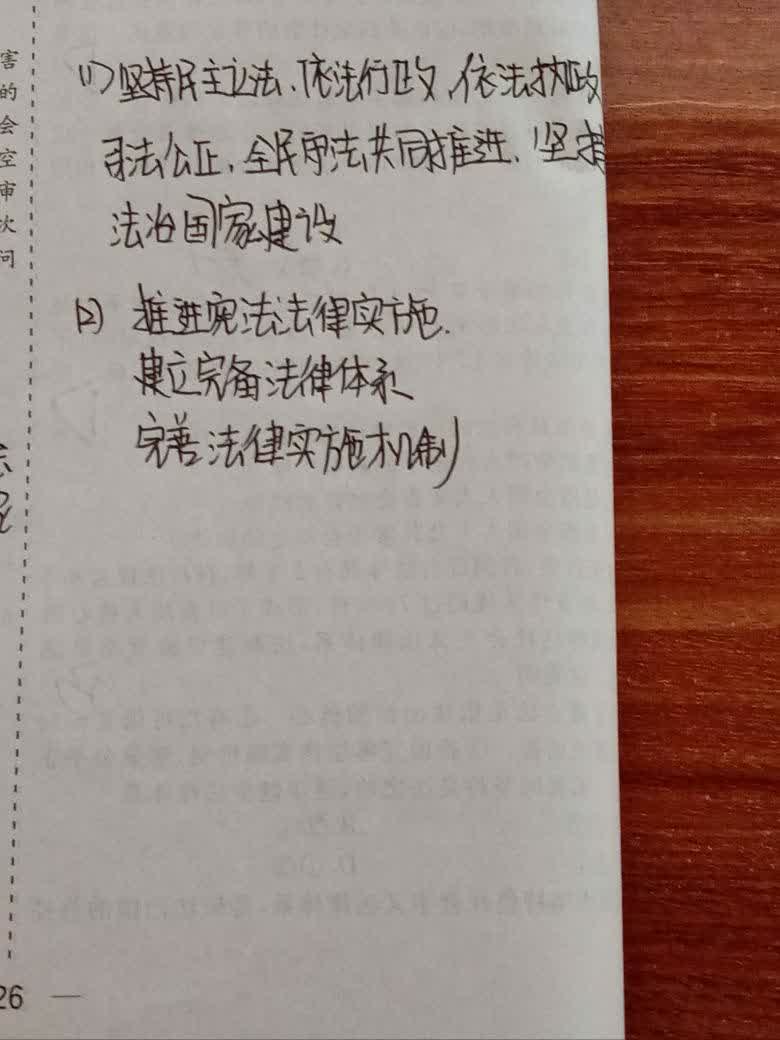 害
的
会
空
审
次
问
(1) 坚持民主立法、依法行政、依法执政
司法公正、全民守法共同推进、坚持
法治国家建设
(2) 推进宪法法律实施.
建立完备法律体系
完善法律实施机制
26 —